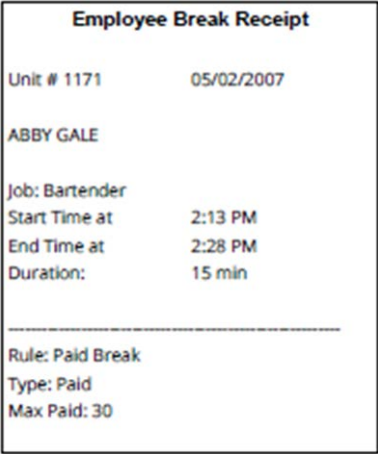 Employee Break Receipt
Unit # 1171 05/02/2007
ABBY GALE
Job: Bartender
Start Time at 2:13 PM
End Time at 2:28 PM
Duration: 15 min
--------------------------------------------------------
Rule: Paid Break
Type: Paid
Max Paid: 30